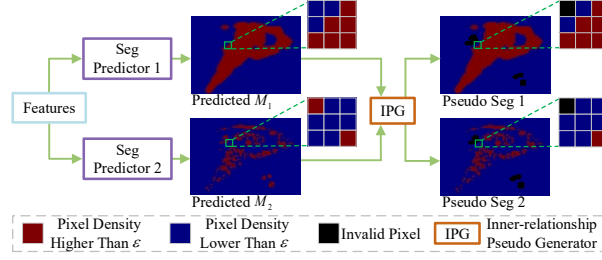 Features
Seg
Predictor 1
Seg
Predictor 2
Predicted M1
Predicted M2
IPG
Pseudo Seg 1
Pseudo Seg 2
Pixel Density
Higher Than ε
Pixel Density
Lower Than ε
Invalid Pixel
IPG
Inner-relationship
Pseudo Generator